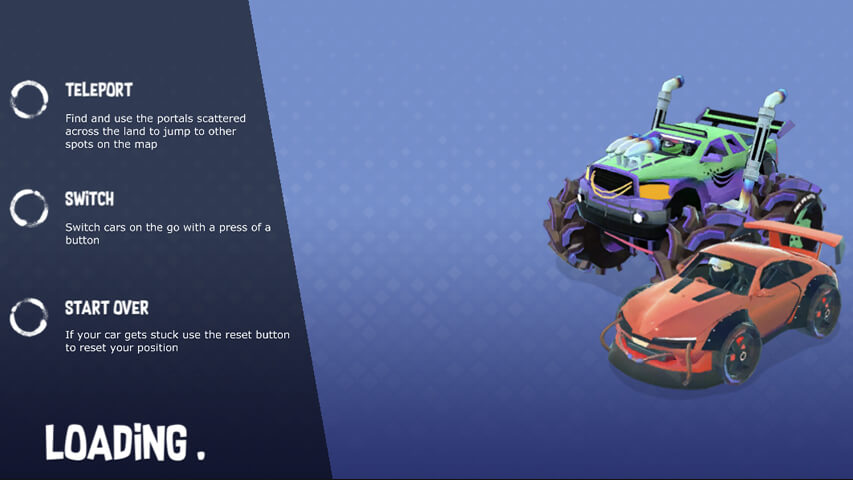 TELEPORT
Find and use the portals scattered
across the land to jump to other
spots on the map
SWiTCH
Switch cars on the go with a press of a
button
START OVER
If your car gets stuck use the reset button
to reset your position
LOADiNG .